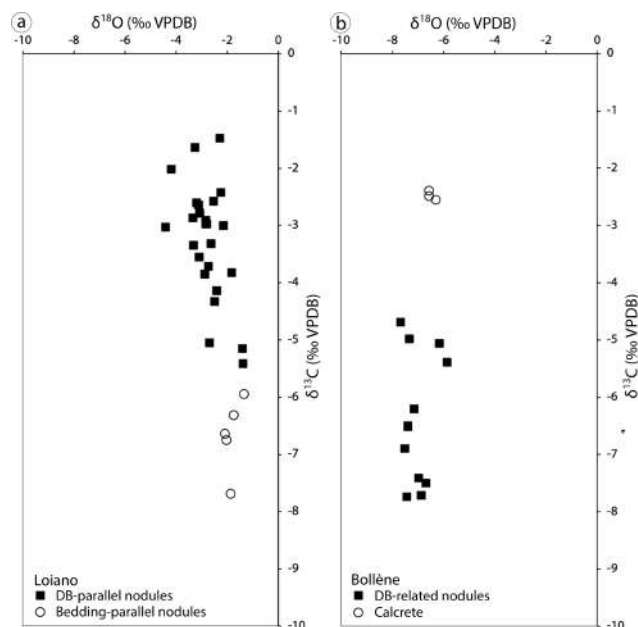 a
δ18O (‰ VPDB)
-10 -8 -6 -4 -2 0
0
-1
-2
-3
-4
-5
-6
-7
-8
-9
-10
δ13C (‰ VPDB)
Loiano
DB-parallel nodules
Bedding-parallel nodules
b
δ18O (‰ VPDB)
-10 -8 -6 -4 -2 0
0
-1
-2
-3
-4
-5
-6
-7
-8
-9
-10
δ13C (‰ VPDB)
Bollène
DB-related nodules
Calcrete